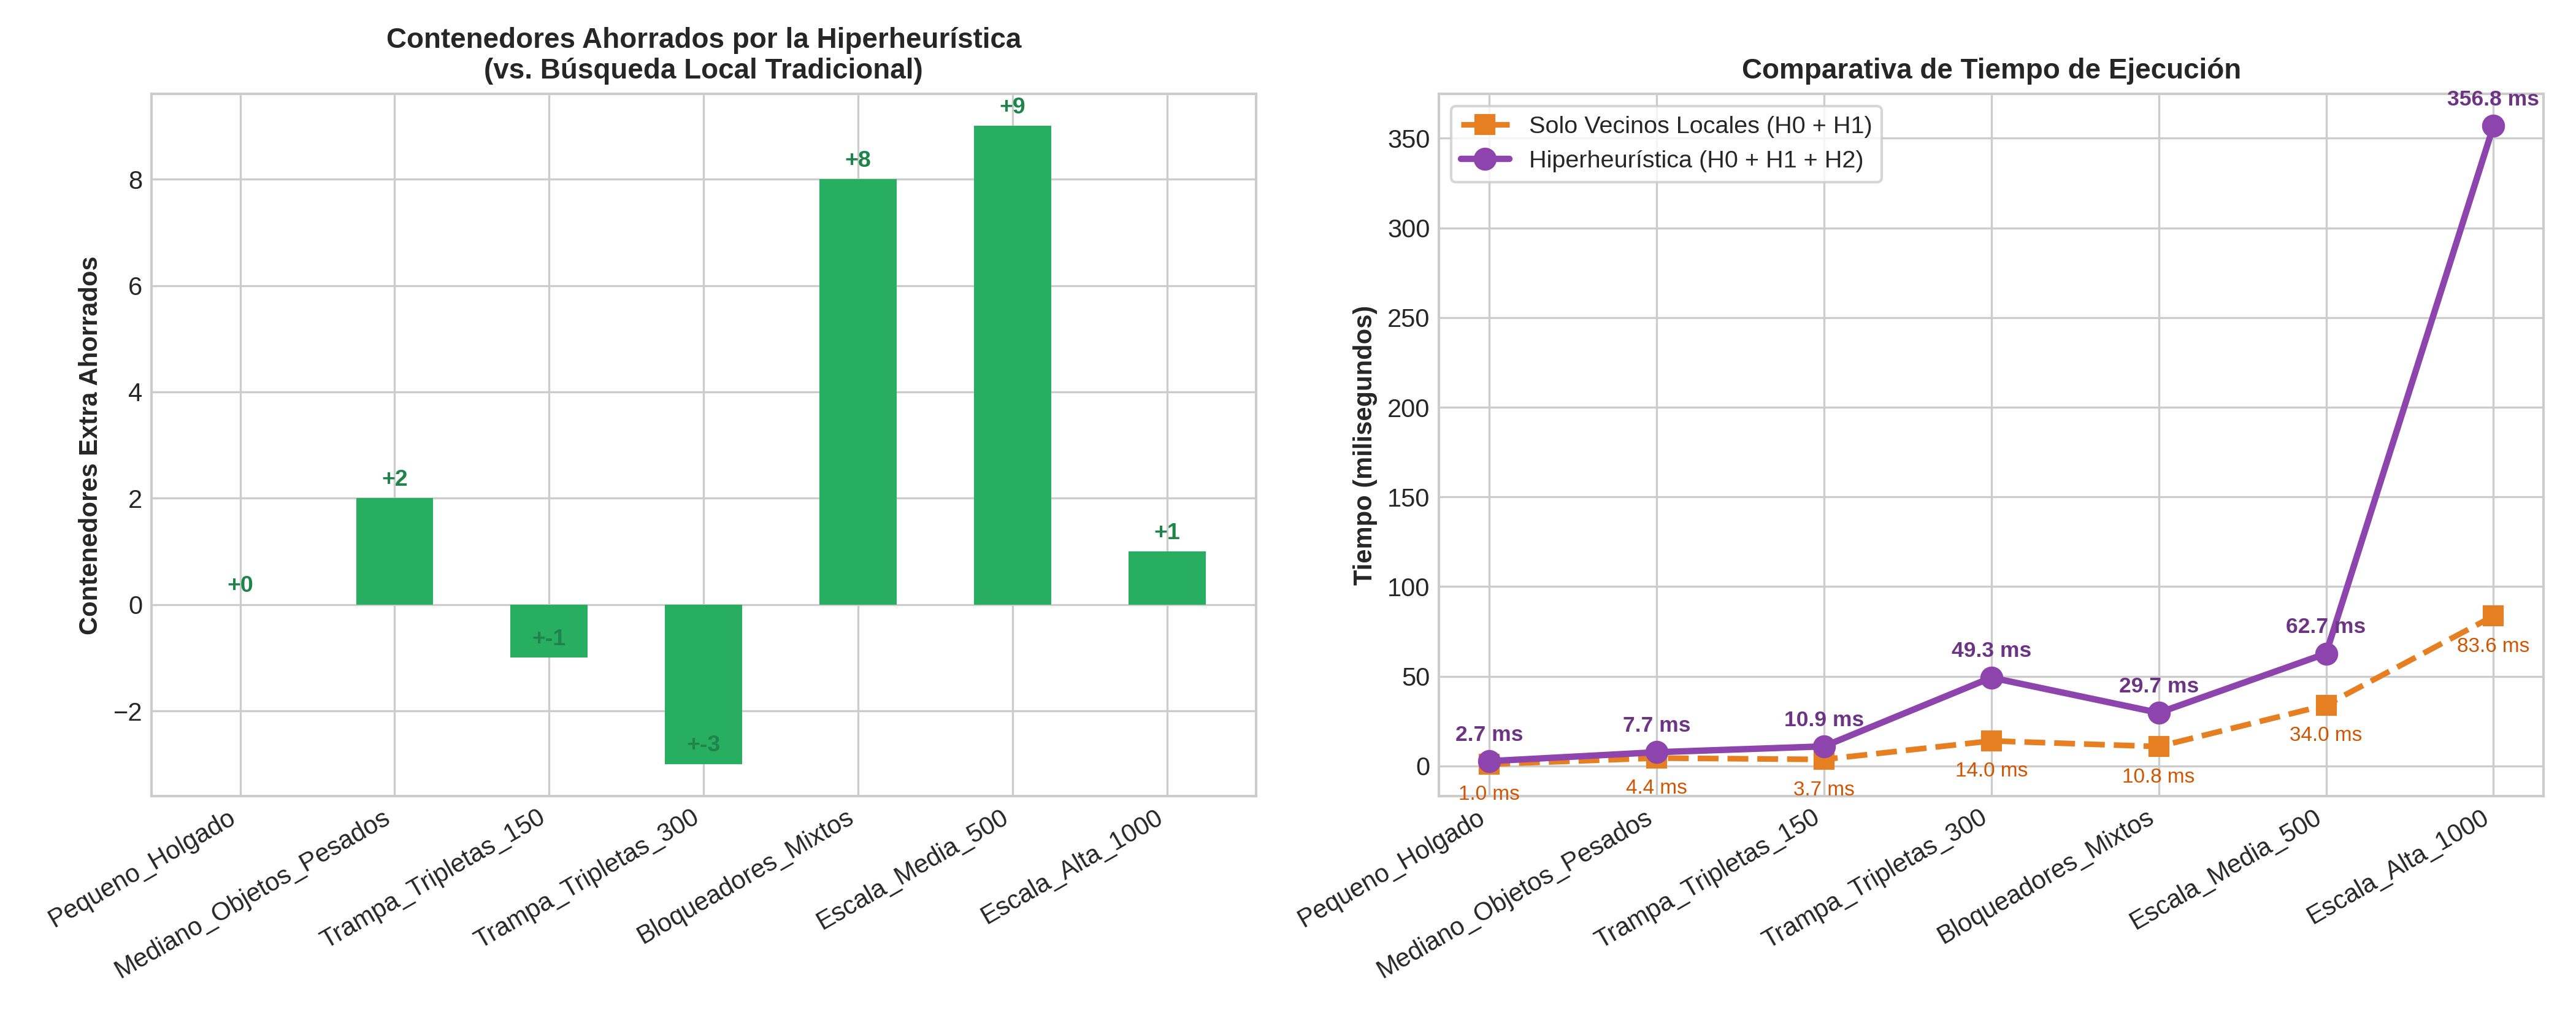 Contenedores Ahorrados por la Hiperheurística
(vs. Búsqueda Local Tradicional)
Contenedores Extra Ahorrados
8
6
4
2
0
−2
+0
+2
+-1
+-3
+8
+9
+1
Pequeno_Holgado
Mediano_Objetos_Pesados
Trampa_Tripletas_150
Trampa_Tripletas_300
Bloqueadores_Mixtos
Escala_Media_500
Escala_Alta_1000
Comparativa de Tiempo de Ejecución
Solo Vecinos Locales (H0 + H1)
Hiperheurística (H0 + H1 + H2)
Tiempo (milisegundos)
350
300
250
200
150
100
50
0
2.7 ms
7.7 ms
10.9 ms
49.3 ms
29.7 ms
62.7 ms
356.8 ms
1.0 ms
4.4 ms
3.7 ms
14.0 ms
10.8 ms
34.0 ms
83.6 ms
Pequeno_Holgado
Mediano_Objetos_Pesados
Trampa_Tripletas_150
Trampa_Tripletas_300
Bloqueadores_Mixtos
Escala_Media_500
Escala_Alta_1000